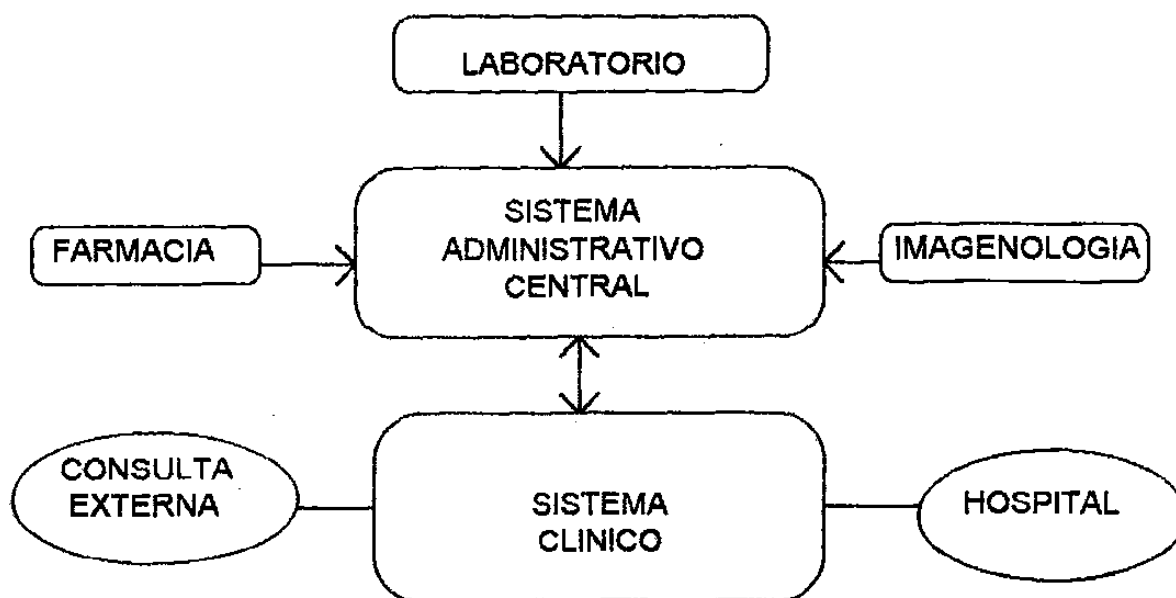 LABORATORIO
FARMACIA
SISTEMA
ADMINISTRATIVO
CENTRAL
IMAGENOLOGIA
CONSULTA
EXTERNA
SISTEMA
CLINICO
HOSPITAL